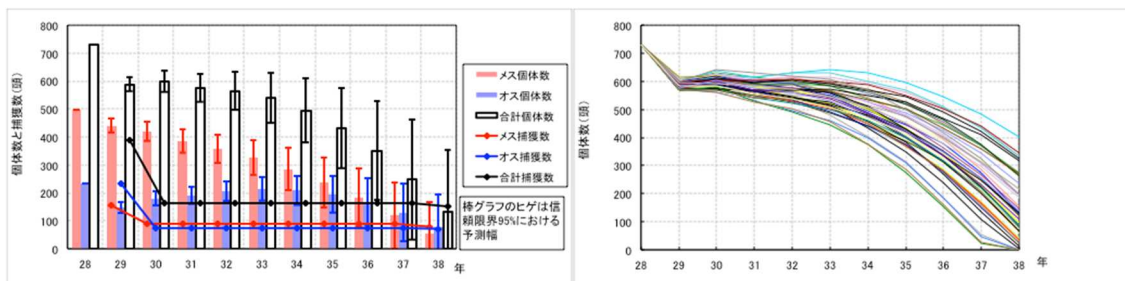 個体数と捕獲数(頭)
800
700
600
500
400
300
200
100
0
28 29 30 31 32 33 34 35 36 37 38 年
メス個体数
オス個体数
合計個体数
メス捕獲数
オス捕獲数
合計捕獲数
棒グラフのヒゲは信
頼限界95%における
予測幅
個体数(頭)
800
700
600
500
400
300
200
100
0
28 29 30 31 32 33 34 35 36 37 38 年